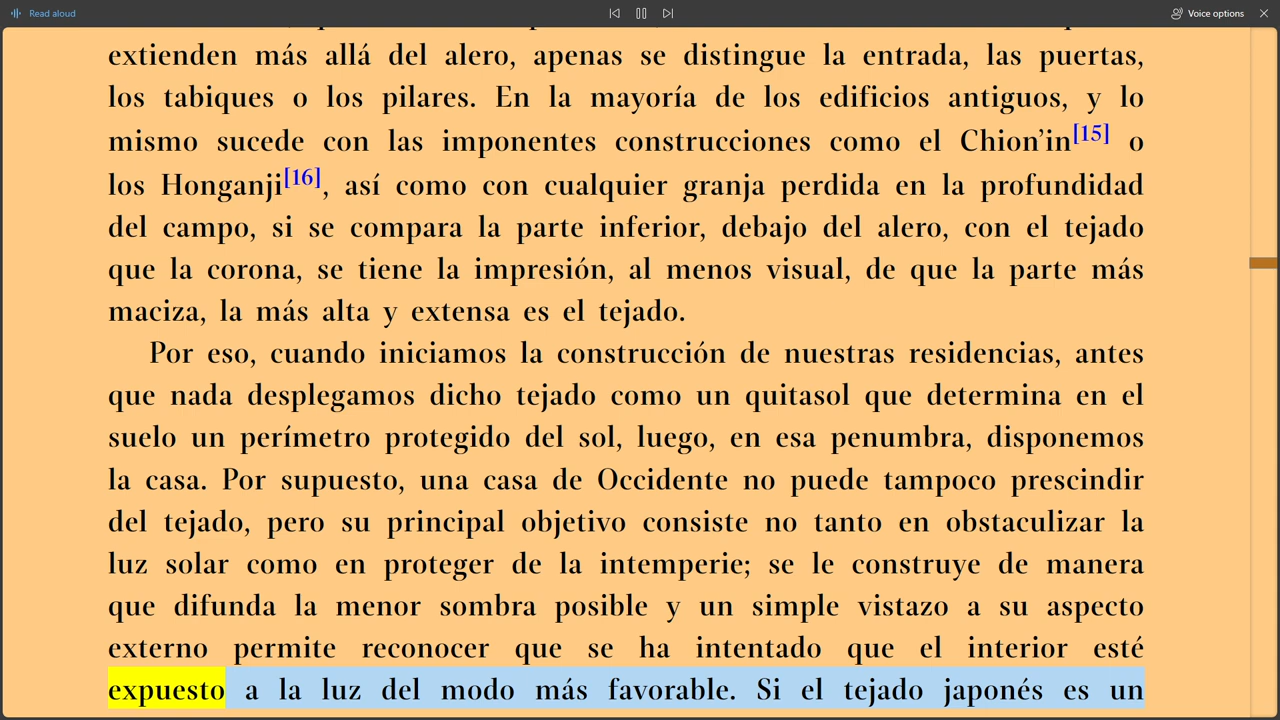 Read aloud
Voice options
extienden más allá del alero, apenas se distingue la entrada, las puertas,
los tabiques o los pilares. En la mayoría de los edificios antiguos, y lo
mismo sucede con las imponentes construcciones como el Chion’in[15] o
los Honganji[16], así como con cualquier granja perdida en la profundidad
del campo, si se compara la parte inferior, debajo del alero, con el tejado
que la corona, se tiene la impresión, al menos visual, de que la parte más
maciza, la más alta y extensa es el tejado.
Por eso, cuando iniciamos la construcción de nuestras residencias, antes
que nada desplegamos dicho tejado como un quitasol que determina en el
suelo un perímetro protegido del sol, luego, en esa penumbra, disponemos
la casa. Por supuesto, una casa de Occidente no puede tampoco prescindir
del tejado, pero su principal objetivo consiste no tanto en obstaculizar la
luz solar como en proteger de la intemperie; se le construye de manera
que difunda la menor sombra posible y un simple vistazo a su aspecto
externo permite reconocer que se ha intentado que el interior esté
expuesto a la luz del modo más favorable. Si el tejado japonés es un